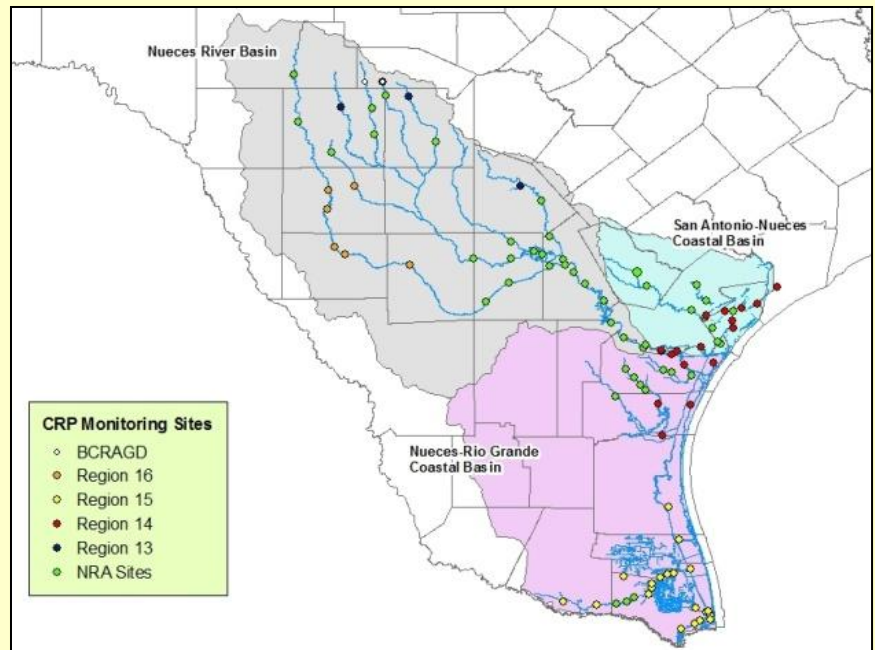 Nueces River Basin
San Antonio-Nueces
Coastal Basin
Nueces-Rio Grande
Coastal Basin
CRP Monitoring Sites
BCRAGD
Region 16
Region 15
Region 14
Region 13
NRA Sites